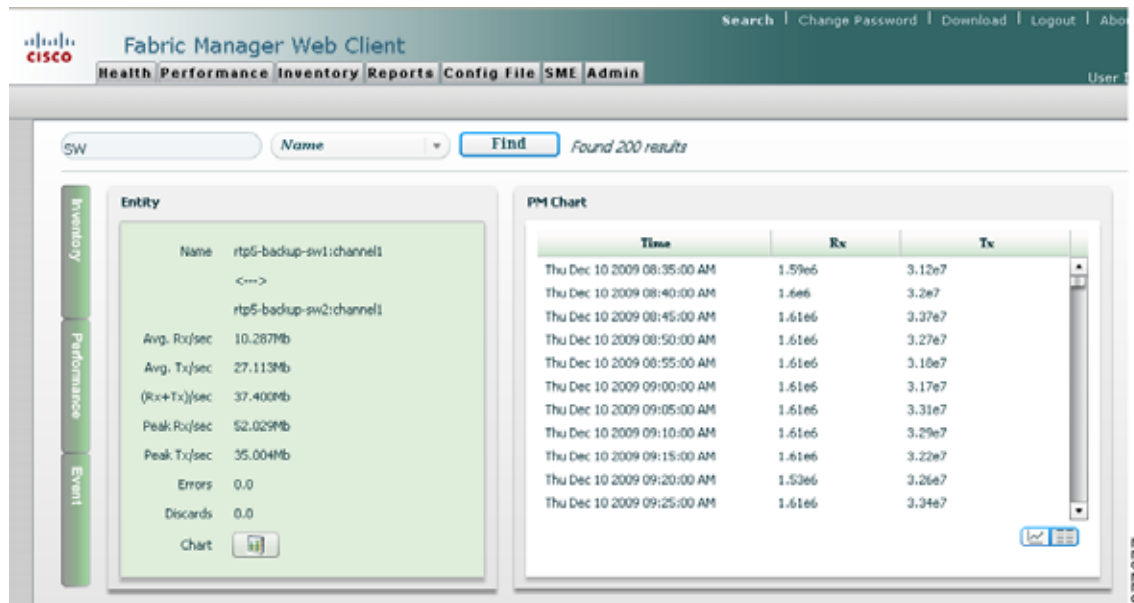 Search | Change Password | Download | Logout | Abo
CISCO
Fabric Manager Web Client
Health Performance Inventory Reports Config File SME Admin
User
SW Name Find Found 200 results
Inventory
Performance
Event
Entity
Name rtp5-backup-sw1:channel1
<--->
rtp5-backup-sw2:channel1
Avg. Rx/sec 10.287Mb
Avg. Tx/sec 27.113Mb
(Rx+Tx)/sec 37.400Mb
Peak Rx/sec 52.029Mb
Peak Tx/sec 35.004Mb
Errors 0.0
Discards 0.0
Chart
PM Chart
Time Rx Tx
Thu Dec 10 2009 08:35:00 AM 1.59e6 3.12e7
Thu Dec 10 2009 08:40:00 AM 1.6e6 3.2e7
Thu Dec 10 2009 08:45:00 AM 1.61e6 3.37e7
Thu Dec 10 2009 08:50:00 AM 1.61e6 3.27e7
Thu Dec 10 2009 08:55:00 AM 1.61e6 3.18e7
Thu Dec 10 2009 09:00:00 AM 1.61e6 3.17e7
Thu Dec 10 2009 09:05:00 AM 1.61e6 3.31e7
Thu Dec 10 2009 09:10:00 AM 1.61e6 3.29e7
Thu Dec 10 2009 09:15:00 AM 1.61e6 3.22e7
Thu Dec 10 2009 09:20:00 AM 1.53e6 3.26e7
Thu Dec 10 2009 09:25:00 AM 1.61e6 3.34e7